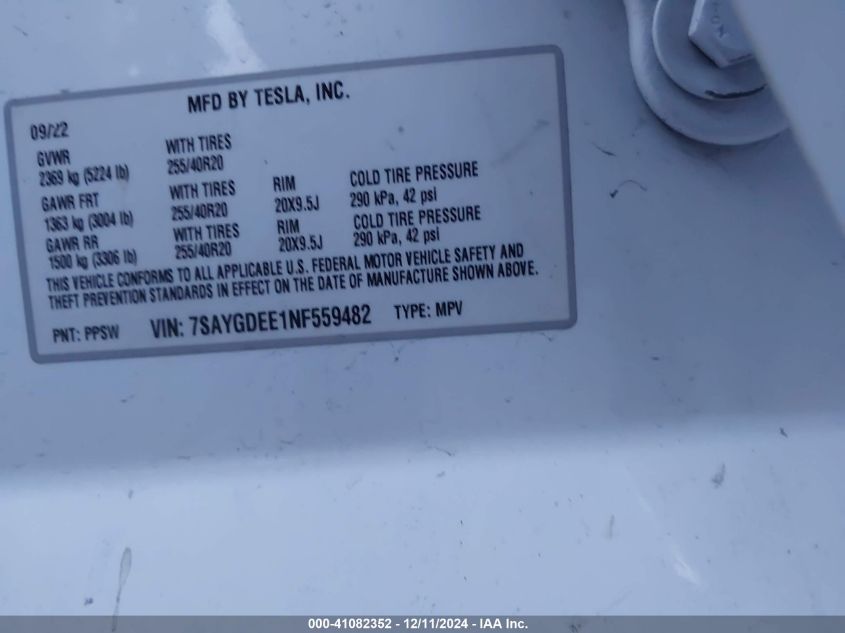 MFD BY TESLA, INC.
09/22
GVWR WITH TIRES
2369 kg (5224 lb) 255/40R20
GAWR FRT WITH TIRES RIM COLD TIRE PRESSURE
1363 kg (3004 lb) 255/40R20 20X9.5J 290 kPa, 42 psi
GAWR RR WITH TIRES RIM COLD TIRE PRESSURE
1500 kg (3306 lb) 255/40R20 20X9.5J 290 kPa, 42 psi
THIS VEHICLE CONFORMS TO ALL APPLICABLE U.S. FEDERAL MOTOR VEHICLE SAFETY AND
THEFT PREVENTION STANDARDS IN EFFECT ON THE DATE OF MANUFACTURE SHOWN ABOVE.
PNT: PPSW VIN: 7SAYGDEE1NF559482 TYPE: MPV
000-41082352 - 12/11/2024 - IAA Inc.